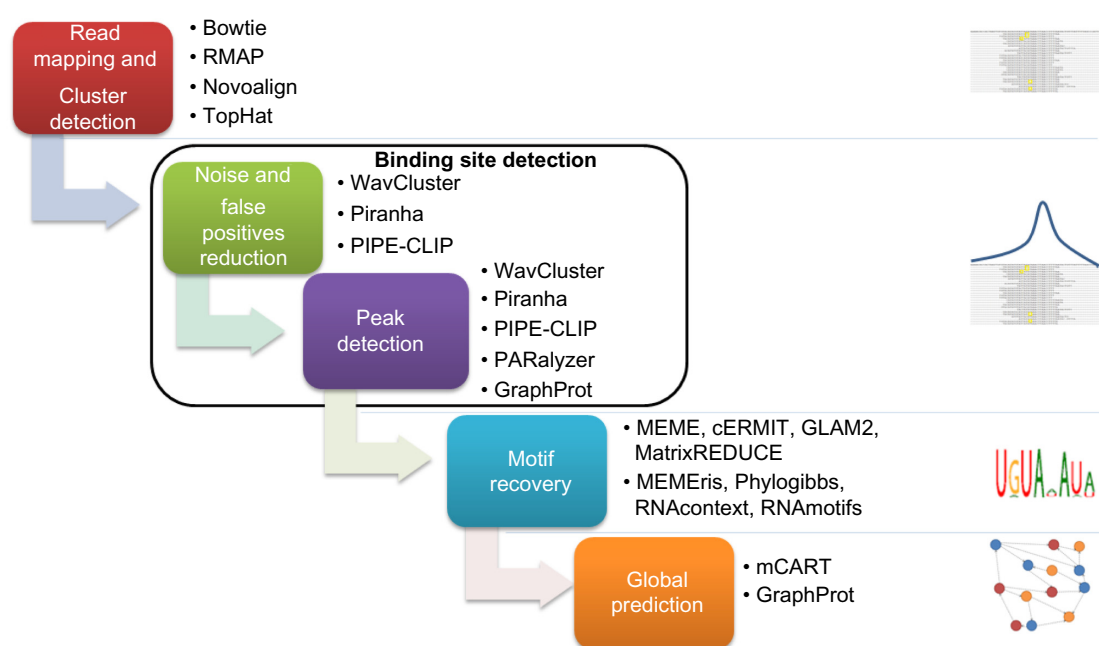 Read
mapping and
Cluster
detection
• Bowtie
• RMAP
• Novoalign
• TopHat
Binding site detection
Noise and
false
positives
reduction
• WavCluster
• Piranha
• PIPE-CLIP
Peak
detection
• WavCluster
• Piranha
• PIPE-CLIP
• PARalyzer
• GraphProt
Motif
recovery
• MEME, cERMIT, GLAM2,
MatrixREDUCE
• MEMEris, Phylogibbs,
RNAcontext, RNAmotifs
UGUA AUA
Global
prediction
• mCART
• GraphProt